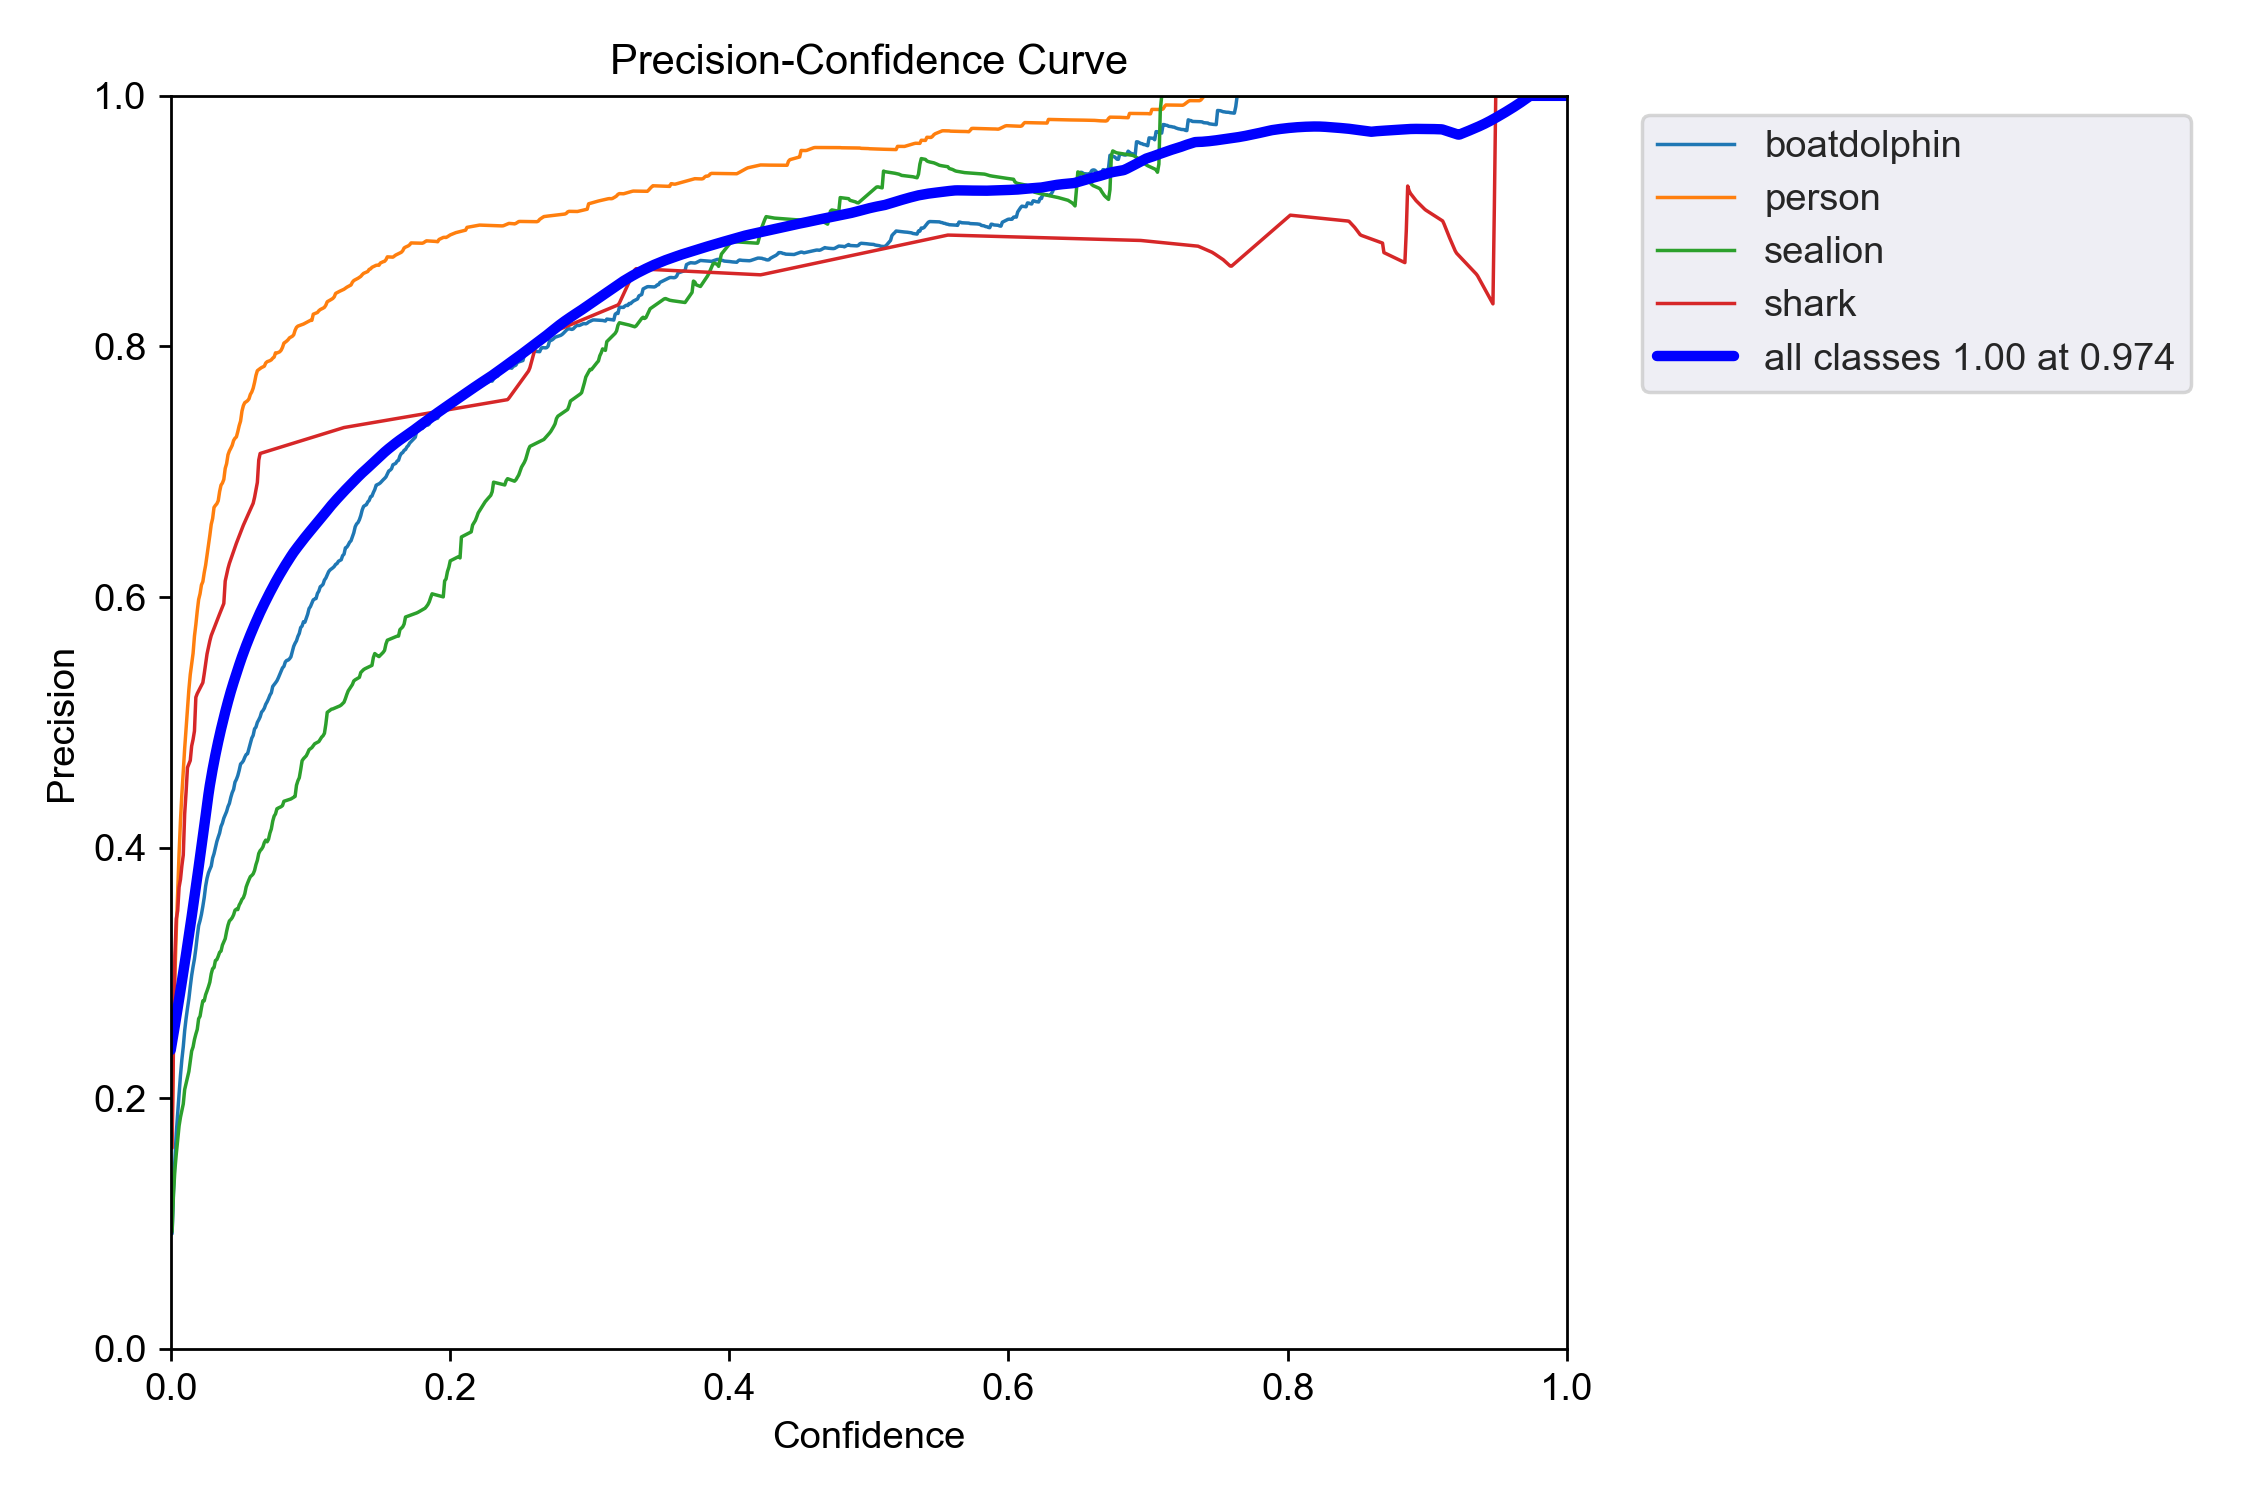 Precision-Confidence Curve
1.0
0.8
0.6
0.4
0.2
0.0
Precision
0.0 0.2 0.4 0.6 0.8 1.0
Confidence
boatdolphin
person
sealion
shark
all classes 1.00 at 0.974